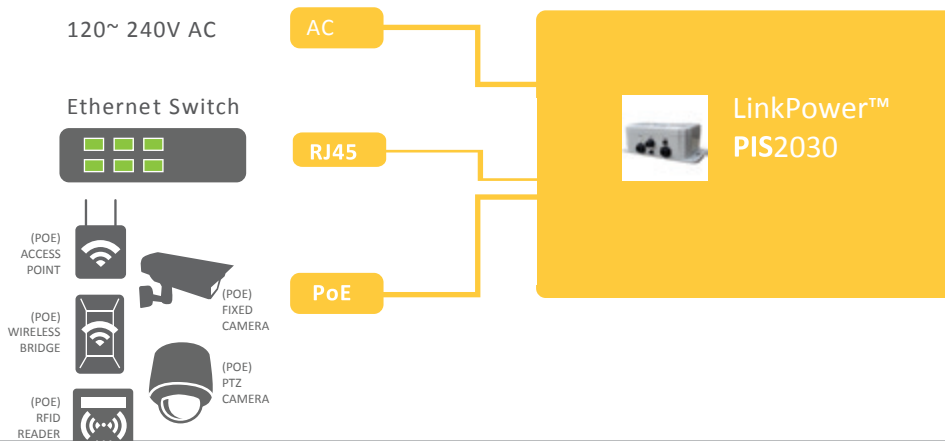 120~ 240V AC
AC
Ethernet Switch
LinkPower™
PIS2030
RJ45
(POE)
ACCESS
POINT
PoE
(POE)
FIXED
CAMERA
(POE)
WIRELESS
BRIDGE
(POE)
PTZ
CAMERA
(POE)
RFID
READER